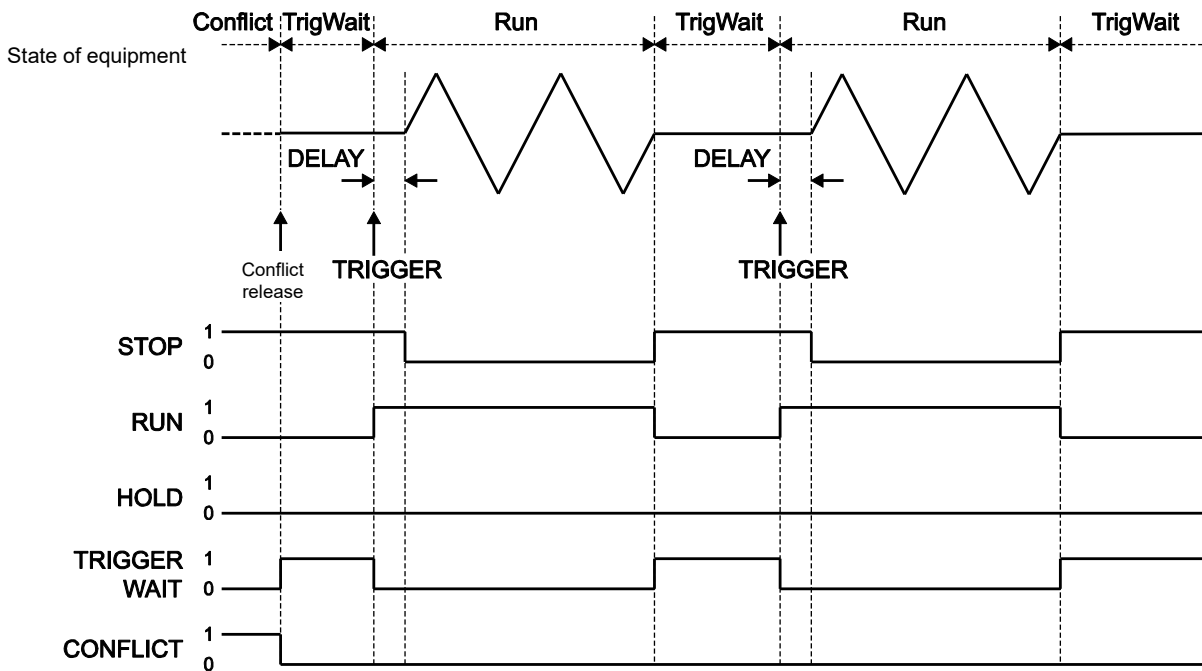 Conflict TrigWait Run TrigWait Run TrigWait
State of equipment
DELAY DELAY
Conflict
release
TRIGGER TRIGGER
STOP 1
0
RUN 1
0
HOLD 1
0
TRIGGER
WAIT 1
0
CONFLICT 1
0